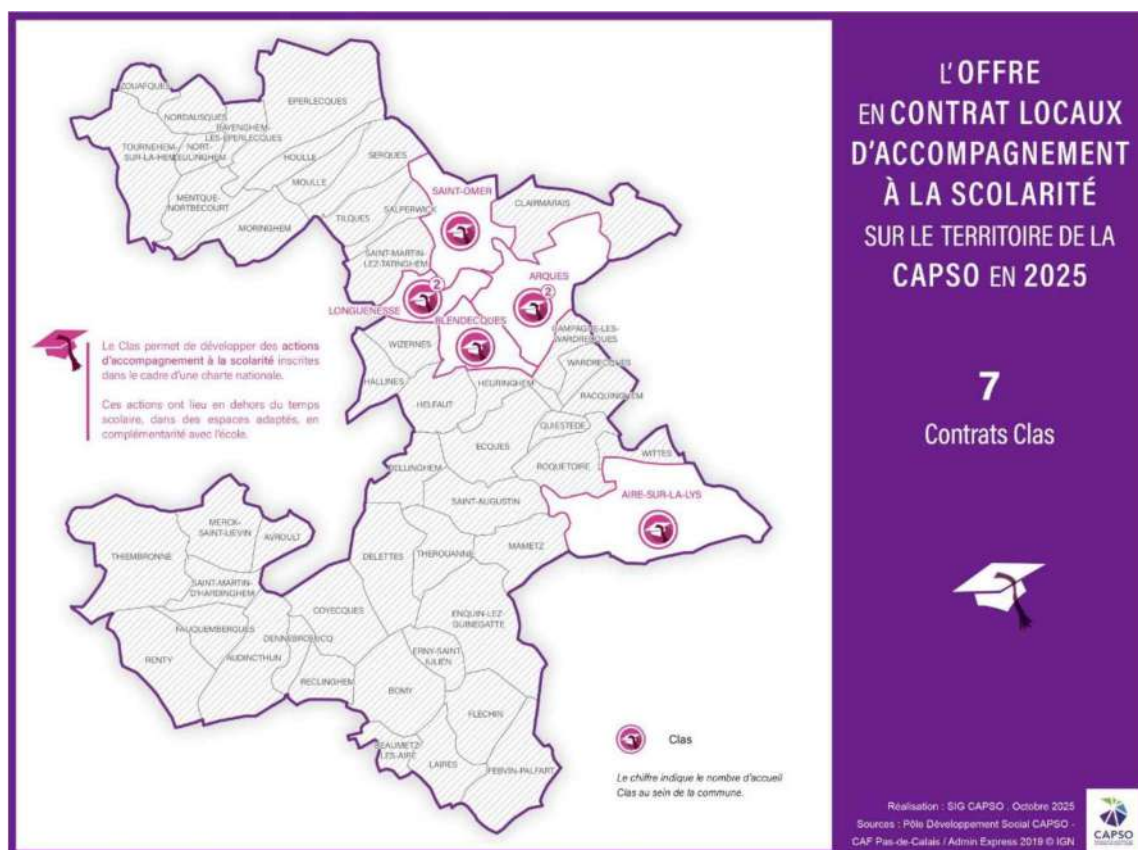 L'OFFRE
EN CONTRAT LOCAUX
D'ACCOMPAGNEMENT
À LA SCOLARITÉ
SUR LE TERRITOIRE DE LA
CAPSO EN 2025
7
Contrats Clas
Le Clas permet de développer des actions
d'accompagnement à la scolarité inscrites
dans le cadre d'une charte nationale.
Ces actions ont lieu en dehors du temps
scolaire, dans des espaces adaptés, en
complémentarité avec l'école.
ZOUAFQUES
NORDAUSQUES
EPERLECQUES
BAYENGHEM-
LES-EPERLECQUES
TOURNEHEM-
SUR-LA-HEM
NORT-
LEULINGHEM
HOULLE
SERQUES
MOULLE
MENTQUE-
NORTBECOURT
MORINGHEM
TILQUES
SALPERWICK
SAINT-OMER
CLAIRMARAIS
SAINT-MARTIN-
LEZ-TATINGHEM
ARQUES
2
2
LONGUENESSE
BLENDECQUES
CAMPAGNE-LES-
WARDRECQUES
WIZERNES
WARDRECQUES
HALLINES
HEURINGHEM
RACQUINGHEM
HELFAUT
QUIESTEDE
ECQUES
WITTES
ROQUETOIRE
BELLINGHEM
AIRE-SUR-LA-LYS
SAINT-AUGUSTIN
MERCK-
SAINT-LIEVIN
AVROULT
THIEMBRONNE
DELETTES
THEROUANNE
MAMETZ
SAINT-MARTIN-
D'HARDINGHEM
COYECQUES
ENQUIN-LEZ-
GUINEGATTE
FAUQUEMBERGUES
DENNEBROEUCQ
ERNY-SAINT
JULIEN
RENTY
AUDINCTHUN
RECLINGHEM
BOMY
FLECHIN
BEAUMETZ-
LES-AIRE
LAIRES
FEBVIN-PALFART
Clas
Le chiffre indique le nombre d'accueil
Clas au sein de la commune.
Réalisation : SIG CAPSO . Octobre 2025
Sources : Pôle Développement Social CAPSO -
CAF Pas-de-Calais / Admin Express 2019 © IGN
CAPSO